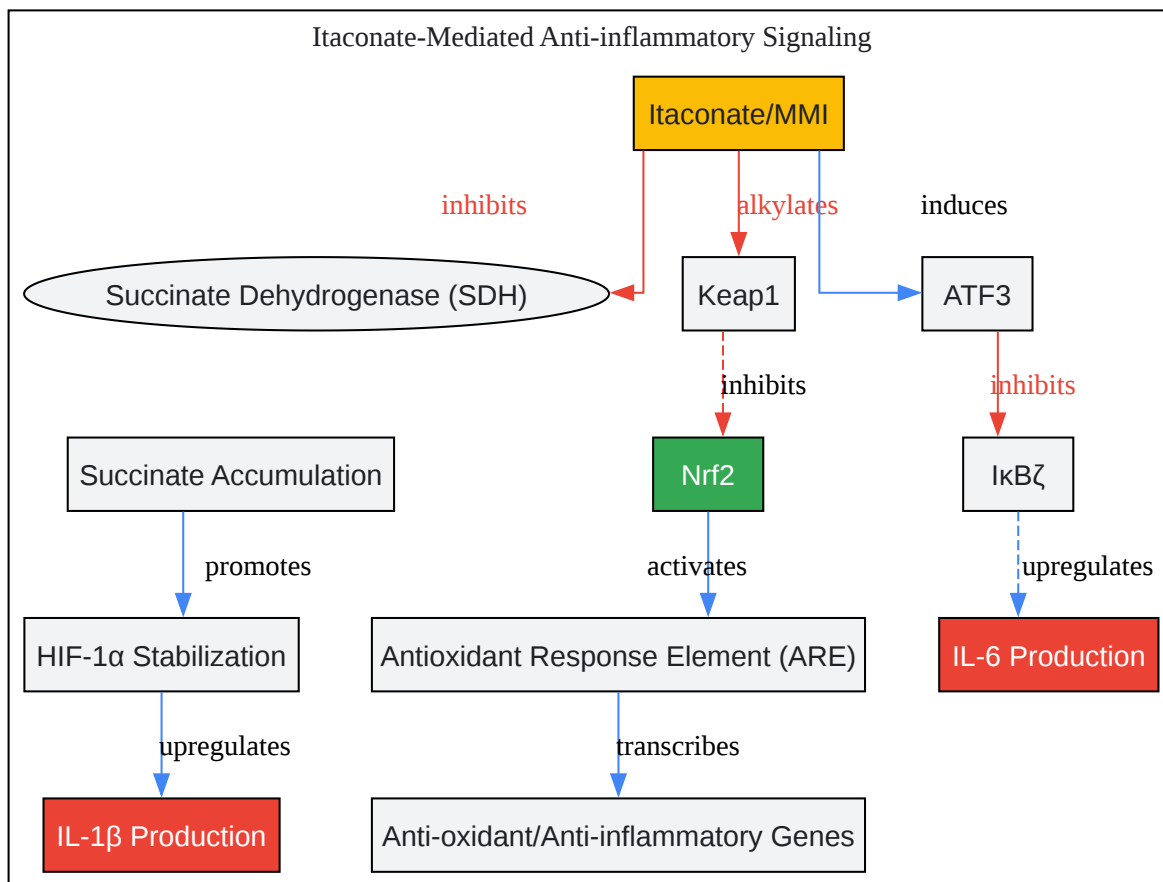 Itaconate-Mediated Anti-inflammatory Signaling
Itaconate/MMI
inhibits
alkylates
induces
Succinate Dehydrogenase (SDH)
Keap1
ATF3
inhibits
inhibits
Succinate Accumulation
Nrf2
IκBζ
promotes
activates
upregulates
HIF-1α Stabilization
Antioxidant Response Element (ARE)
IL-6 Production
upregulates
transcribes
IL-1β Production
Anti-oxidant/Anti-inflammatory Genes